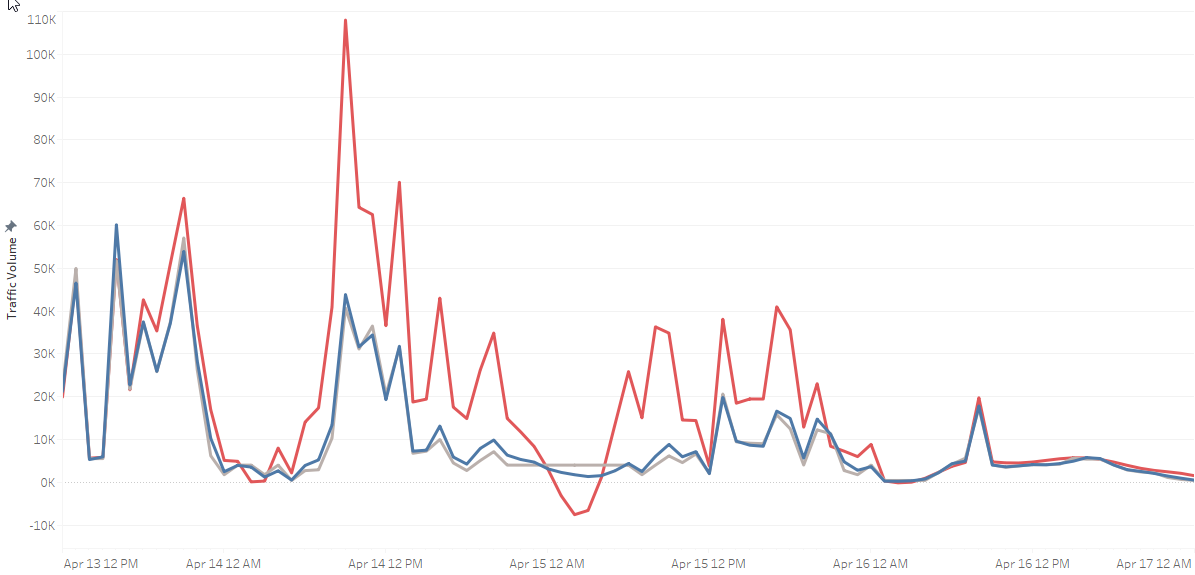 110K
100K
90K
80K
70K
60K
50K
40K
30K
20K
10K
0K
-10K
Traffic Volume
Apr 13 12 PM Apr 14 12 AM Apr 14 12 PM Apr 15 12 AM Apr 15 12 PM Apr 16 12 AM Apr 16 12 PM Apr 17 12 AM